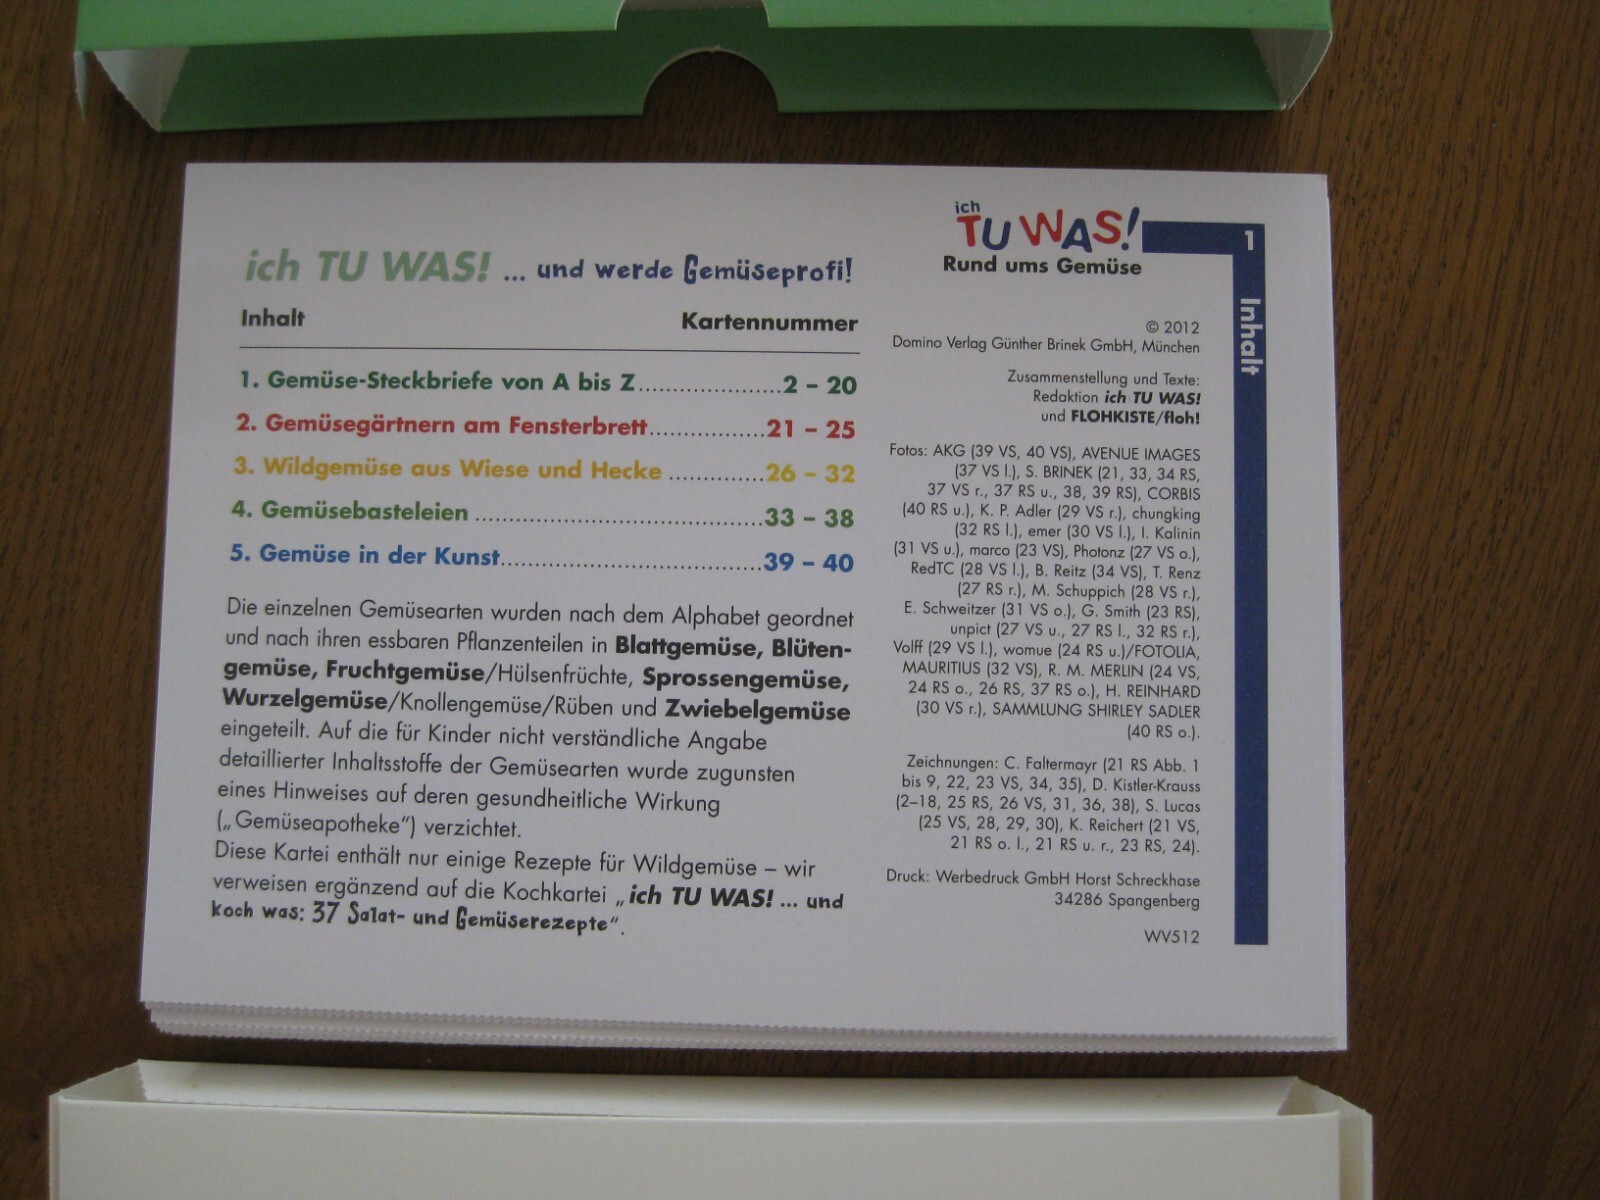 ich TU WAS! ... und werde Gemüseprofi!
Inhalt Kartennummer
1. Gemüse-Steckbriefe von A bis Z....................2 – 20
2. Gemüsegärtnern am Fensterbrett.................21 – 25
3. Wildgemüse aus Wiese und Hecke ..............26 – 32
4. Gemüsebasteleien ........................................33 – 38
5. Gemüse in der Kunst.....................................39 – 40
Die einzelnen Gemüsearten wurden nach dem Alphabet geordnet
und nach ihren essbaren Pflanzenteilen in Blattgemüse, Blüten-
gemüse, Fruchtgemüse/Hülsenfrüchte, Sprossengemüse,
Wurzelgemüse/Knollengemüse/Rüben und Zwiebelgemüse
eingeteilt. Auf die für Kinder nicht verständliche Angabe
detaillierter Inhaltsstoffe der Gemüsearten wurde zugunsten
eines Hinweises auf deren gesundheitliche Wirkung
(„Gemüseapotheke“) verzichtet.
Diese Kartei enthält nur einige Rezepte für Wildgemüse – wir
verweisen ergänzend auf die Kochkartei „ich TU WAS! ... und
koch was: 37 Salat- und Gemüserezepte“.
ich
TU WAS!
Rund ums Gemüse
© 2012
Domino Verlag Günther Brinek GmbH, München
Zusammenstellung und Texte:
Redaktion ich TU WAS!
und FLOHKISTE/floh!
Fotos: AKG (39 VS, 40 VS), AVENUE IMAGES
(37 VS l.), S. BRINEK (21, 33, 34 RS,
37 VS r., 37 RS u., 38, 39 RS), CORBIS
(40 RS u.), K. P. Adler (29 VS r.), chungking
(32 RS l.), emer (30 VS l.), I. Kalinin
(31 VS u.), marco (23 VS), Photonz (27 VS o.),
RedTC (28 VS l.), B. Reitz (34 VS), T. Renz
(27 RS r.), M. Schuppich (28 VS r.),
E. Schweitzer (31 VS o.), G. Smith (23 RS),
unpict (27 VS u., 27 RS l., 32 RS r.),
Volff (29 VS l.), womue (24 RS u.)/FOTOLIA,
MAURITIUS (32 VS), R. M. MERLIN (24 VS,
24 RS o., 26 RS, 37 RS o.), H. REINHARD
(30 VS r.), SAMMLUNG SHIRLEY SADLER
(40 RS o.).
Zeichnungen: C. Faltermayr (21 RS Abb. 1
bis 9, 22, 23 VS, 34, 35), D. Kistler-Krauss
(2–18, 25 RS, 26 VS, 31, 36, 38), S. Lucas
(25 VS, 28, 29, 30), K. Reichert (21 VS,
21 RS o. l., 21 RS u. r., 23 RS, 24).
Druck: Werbedruck GmbH Horst Schreckhase
34286 Spangenberg
WV512
1
Inhalt